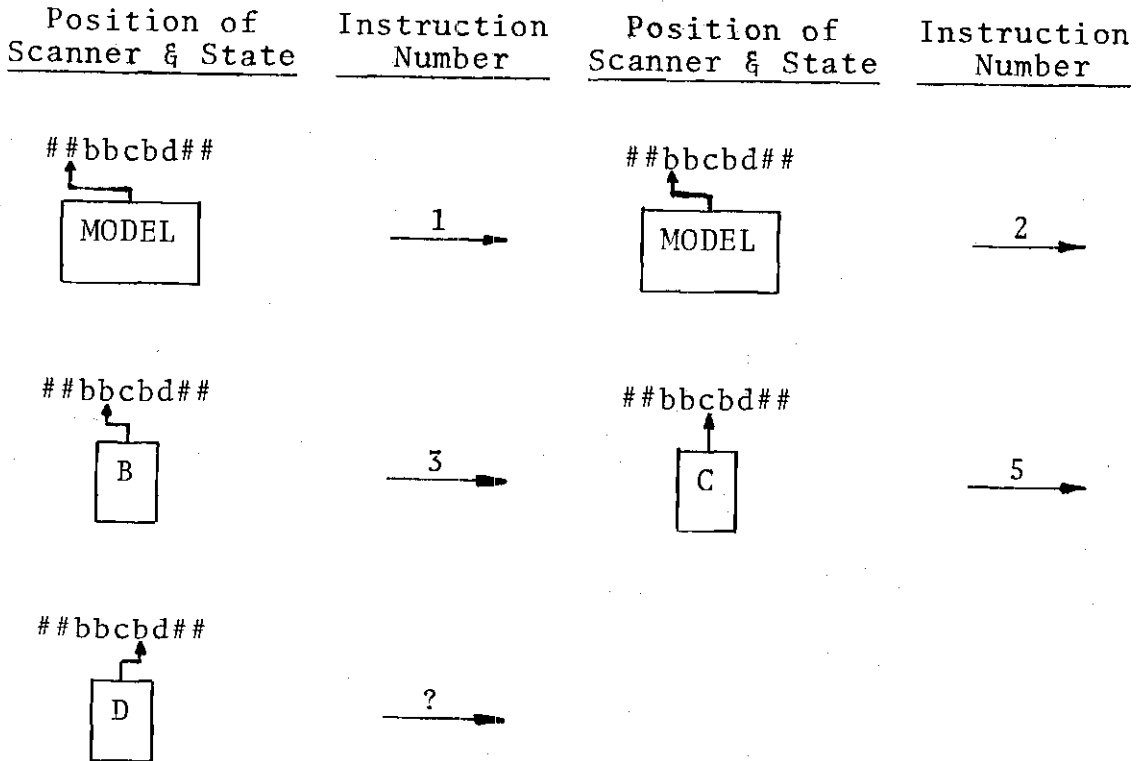 Position of Scanner & State Instruction Number Position of Scanner & State Instruction Number
##bbcbd##
MODEL
1
##bbcbd##
MODEL
2
##bbcbd##
B
3
##bbcbd##
C
5
##bbcbd##
D
?